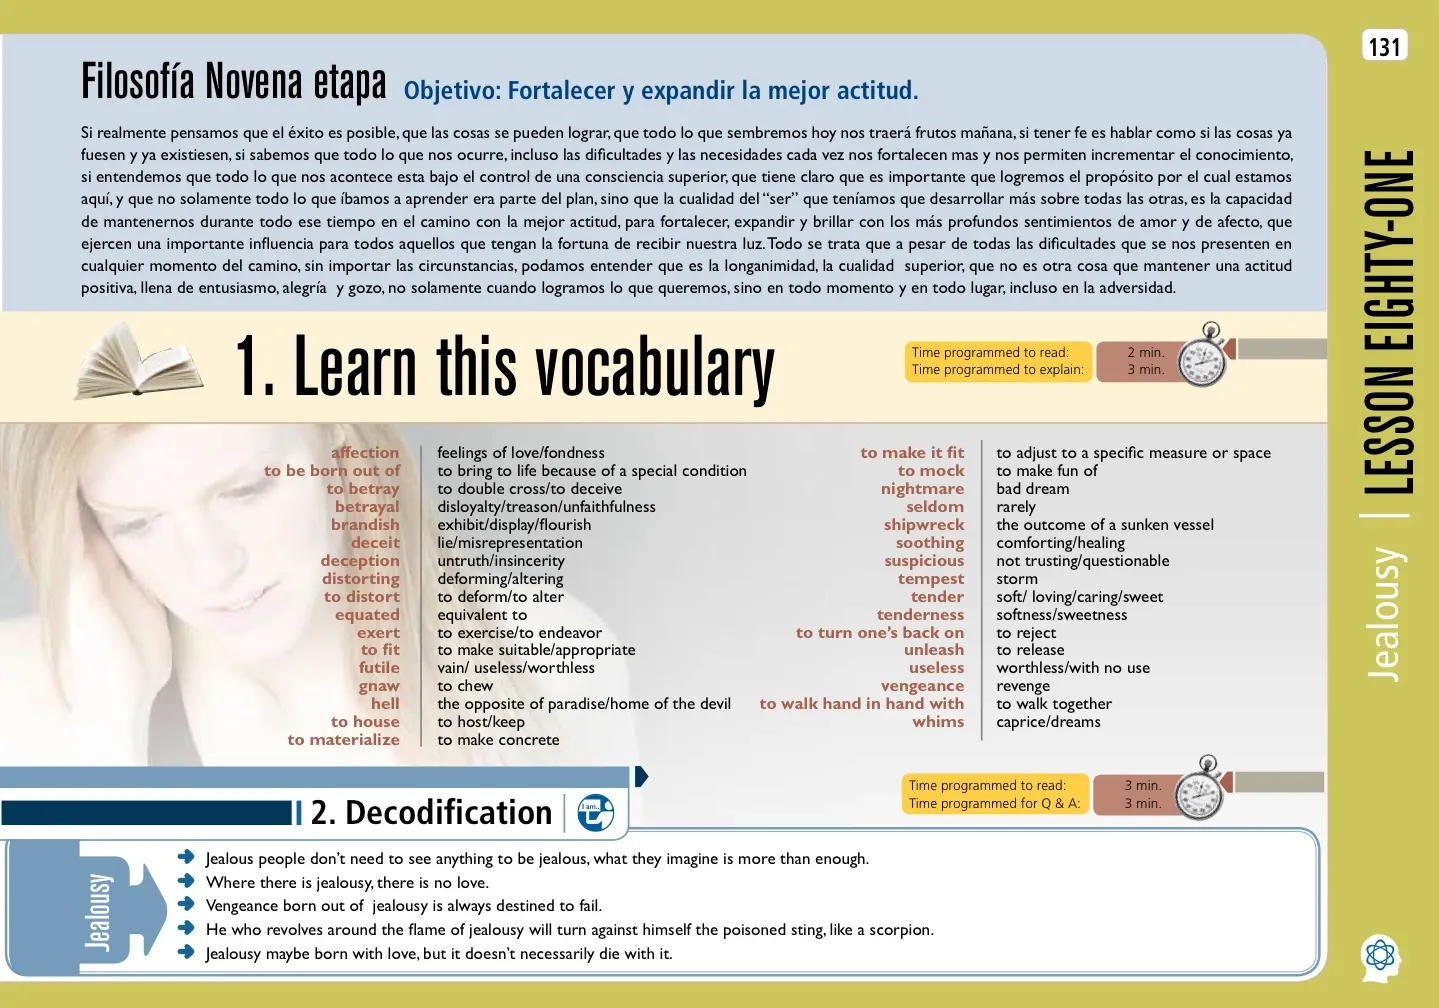 131
Filosofía Novena etapa Objetivo: Fortalecer y expandir la mejor actitud.
Si realmente pensamos que el éxito es posible, que las cosas se pueden lograr, que todo lo que sembremos hoy nos traerá frutos mañana, si tener fe es hablar como si las cosas ya
fuesen y ya existiesen, si sabemos que todo lo que nos ocurre, incluso las dificultades y las necesidades cada vez nos fortalecen mas y nos permiten incrementar el conocimiento,
si entendemos que todo lo que nos acontece esta bajo el control de una consciencia superior, que tiene claro que es importante que logremos el propósito por el cual estamos
aquí, y que no solamente todo lo que íbamos a aprender era parte del plan, sino que la cualidad del “ser” que teníamos que desarrollar más sobre todas las otras, es la capacidad
de mantenernos durante todo ese tiempo en el camino con la mejor actitud, para fortalecer, expandir y brillar con los más profundos sentimientos de amor y de afecto, que
ejercen una importante influencia para todos aquellos que tengan la fortuna de recibir nuestra luz. Todo se trata que a pesar de todas las dificultades que se nos presenten en
cualquier momento del camino, sin importar las circunstancias, podamos entender que es la longanimidad, la cualidad superior, que no es otra cosa que mantener una actitud
positiva, llena de entusiasmo, alegría y gozo, no solamente cuando logramos lo que queremos, sino en todo momento y en todo lugar, incluso en la adversidad.
1. Learn this vocabulary
Time programmed to read: 2 min.
Time programmed to explain: 3 min.
affection feelings of love/fondness
to be born out of to bring to life because of a special condition
to betray to double cross/to deceive
betrayal disloyalty/treason/unfaithfulness
brandish exhibit/display/flourish
deceit lie/misrepresentation
deception untruth/insincerity
distorting deforming/altering
to distort to deform/to alter
equated equivalent to
exert to exercise/to endeavor
to fit to make suitable/appropriate
futile vain/ useless/worthless
gnaw to chew
hell the opposite of paradise/home of the devil
to house to host/keep
to materialize to make concrete
to make it fit to adjust to a specific measure or space
to mock to make fun of
nightmare bad dream
seldom rarely
shipwreck the outcome of a sunken vessel
soothing comforting/healing
suspicious not trusting/questionable
tempest storm
tender soft/ loving/caring/sweet
tenderness softness/sweetness
to turn one’s back on to reject
unleash to release
useless worthless/with no use
vengeance revenge
to walk hand in hand with to walk together
whims caprice/dreams
2. Decodification
I am..
Time programmed to read: 3 min.
Time programmed for Q & A: 3 min.
Jealousy
Jealous people don’t need to see anything to be jealous, what they imagine is more than enough.
Where there is jealousy, there is no love.
Vengeance born out of jealousy is always destined to fail.
He who revolves around the flame of jealousy will turn against himself the poisoned sting, like a scorpion.
Jealousy maybe born with love, but it doesn’t necessarily die with it.
Jealousy | LESSON EIGHTY-ONE